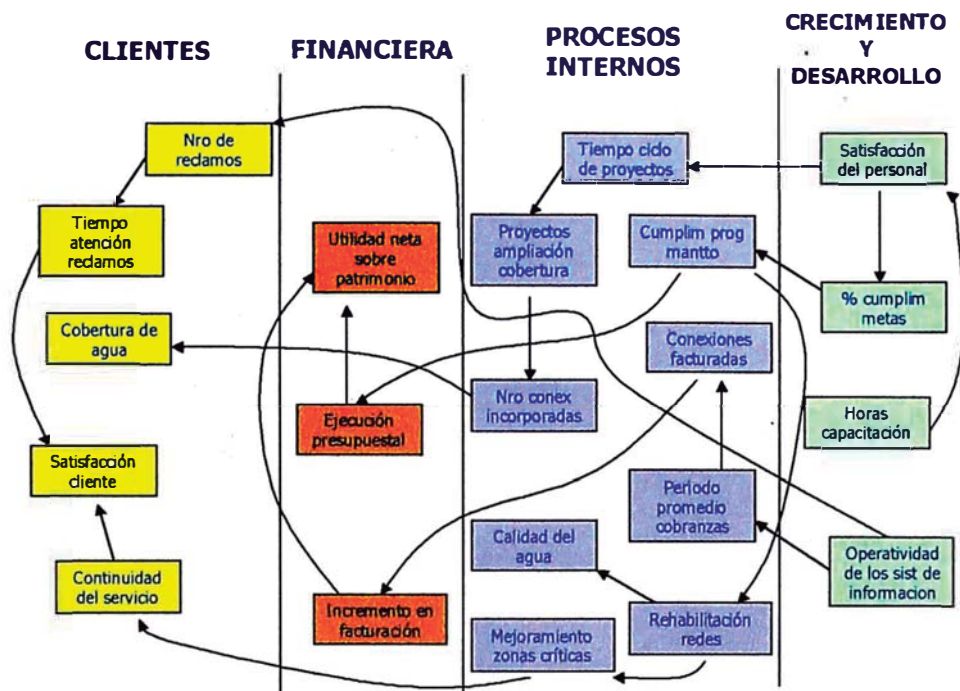 CLIENTES
FINANCIERA
PROCESOS
INTERNOS
CRECIMIENTO
Y
DESARROLLO
Nro de
reclamos
Tiempo
atención
reclamos
Cobertura de
agua
Satisfacción
cliente
Continuidad
del servicio
Utilidad neta
sobre
patrimonio
Ejecución
presupuestal
Incremento en
facturación
Tiempo ciclo
de proyectos
Proyectos
ampliación
cobertura
Cumplim prog
mantto
Conexiones
facturadas
Nro conex
incorporadas
Período
promedio
cobranzas
Calidad del
agua
Mejoramiento
zonas críticas
Rehabilitación
redes
Satisfacción
del personal
% cumplim
metas
Horas
capacitación
Operatividad
de los sist de
informacion